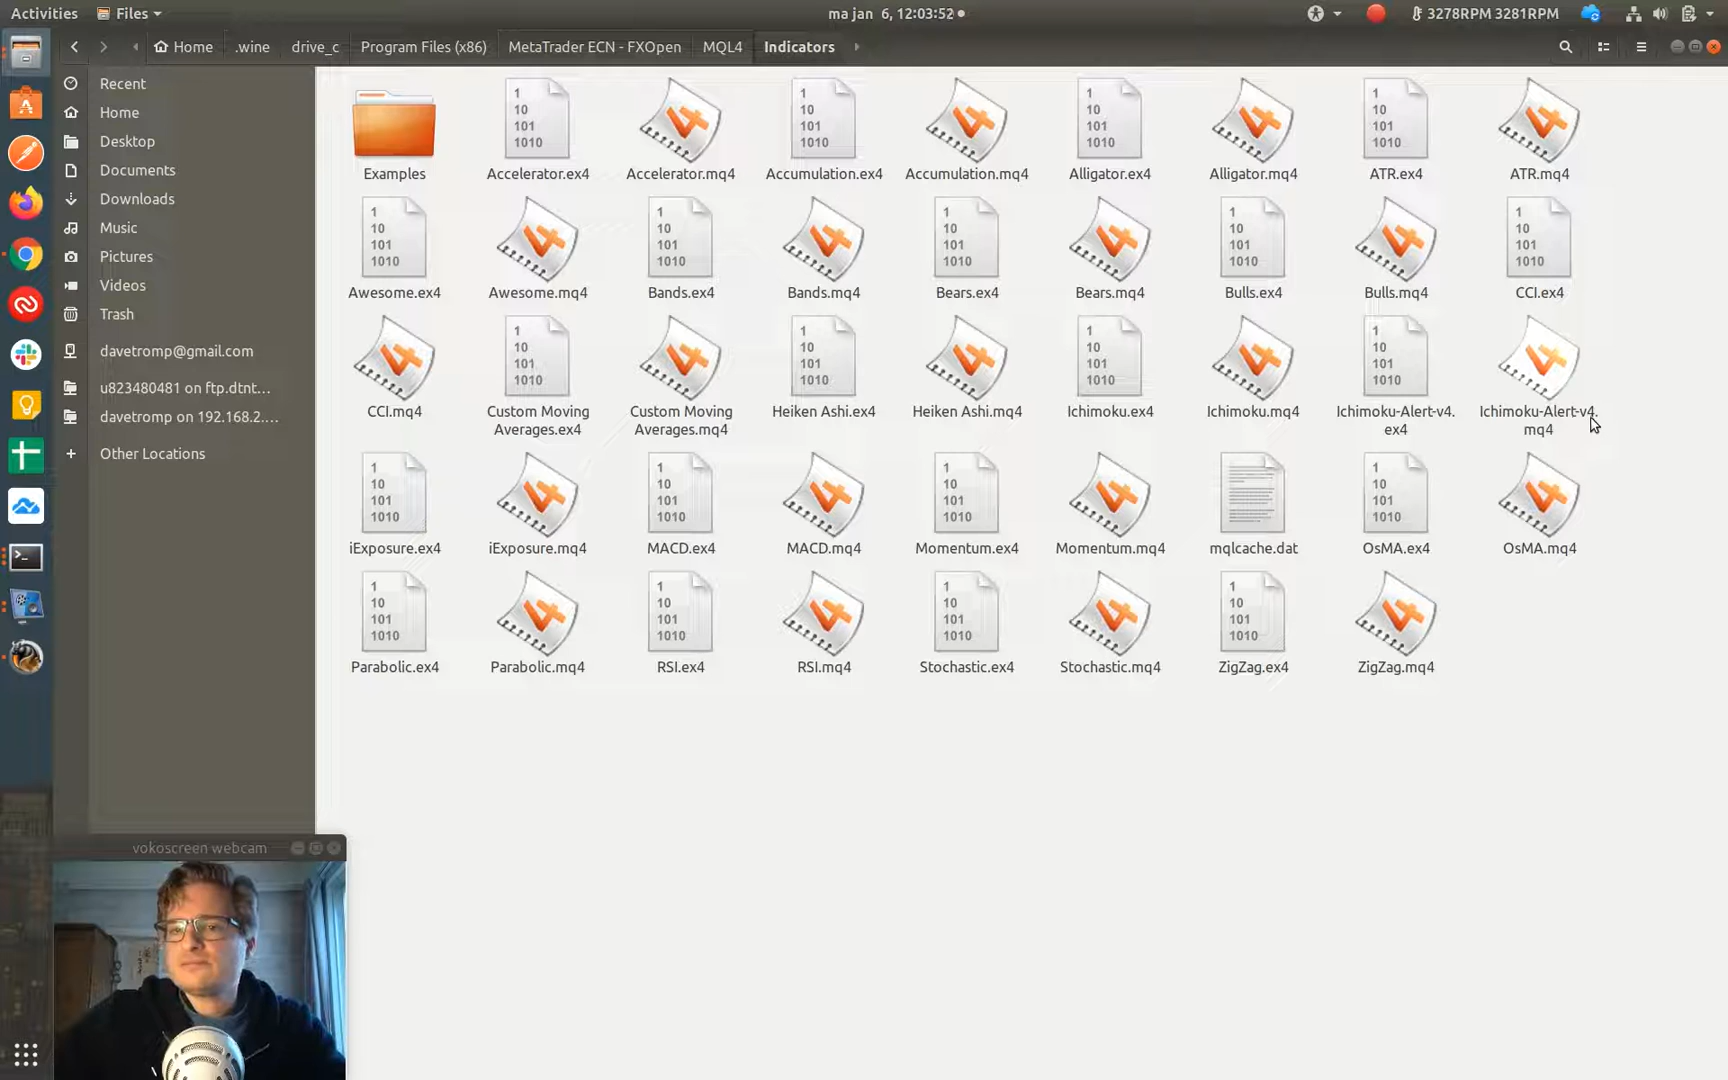 Activities
Files
ma jan 6, 12:03:52
3278RPM 3281RPM
Home
.wine
drive_c
Program Files (x86)
MetaTrader ECN - FXOpen
MQL4
Indicators
Recent
Home
Desktop
Documents
Downloads
Music
Pictures
Videos
Trash
davetromp@gmail.com
u823480481 on ftp.dtnt...
davetromp on 192.168.2....
Other Locations
Examples
Accelerator.ex4
Accelerator.mq4
Accumulation.ex4
Accumulation.mq4
Alligator.ex4
Alligator.mq4
ATR.ex4
ATR.mq4
Awesome.ex4
Awesome.mq4
Bands.ex4
Bands.mq4
Bears.ex4
Bears.mq4
Bulls.ex4
Bulls.mq4
CCI.ex4
CCI.mq4
Custom Moving
Averages.ex4
Custom Moving
Averages.mq4
Heiken Ashi.ex4
Heiken Ashi.mq4
Ichimoku.ex4
Ichimoku.mq4
Ichimoku-Alert-v4.
ex4
Ichimoku-Alert-v4.
mq4
iExposure.ex4
iExposure.mq4
MACD.ex4
MACD.mq4
Momentum.ex4
Momentum.mq4
mqlcache.dat
OsMA.ex4
OsMA.mq4
Parabolic.ex4
Parabolic.mq4
RSI.ex4
RSI.mq4
Stochastic.ex4
Stochastic.mq4
ZigZag.ex4
ZigZag.mq4
vokoscreen webcam